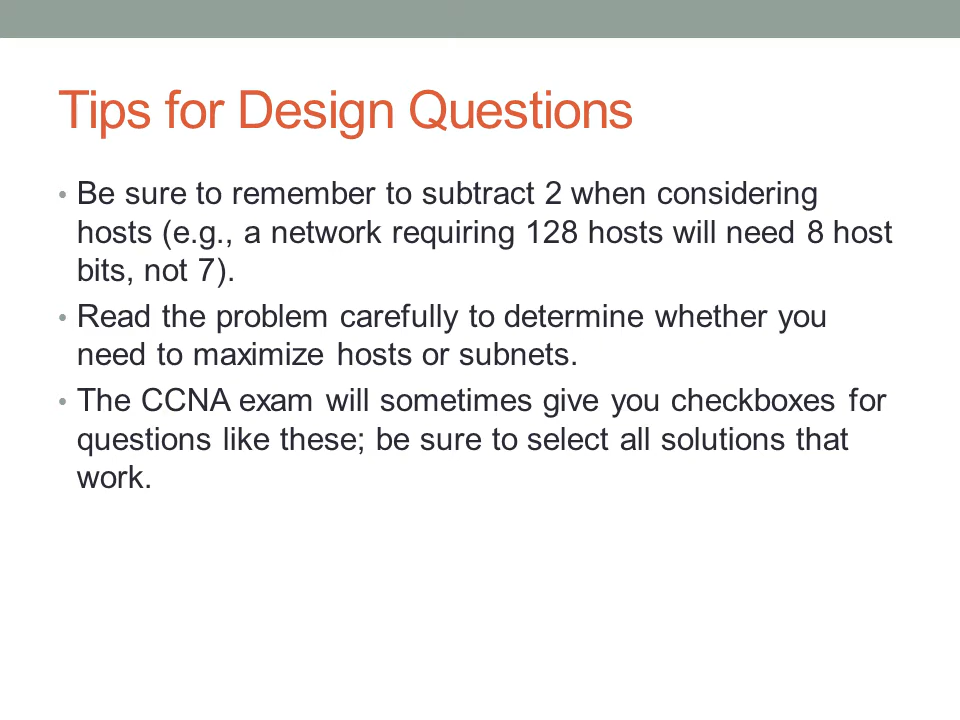 Tips for Design Questions
• Be sure to remember to subtract 2 when considering
hosts (e.g., a network requiring 128 hosts will need 8 host
bits, not 7).
• Read the problem carefully to determine whether you
need to maximize hosts or subnets.
• The CCNA exam will sometimes give you checkboxes for
questions like these; be sure to select all solutions that
work.